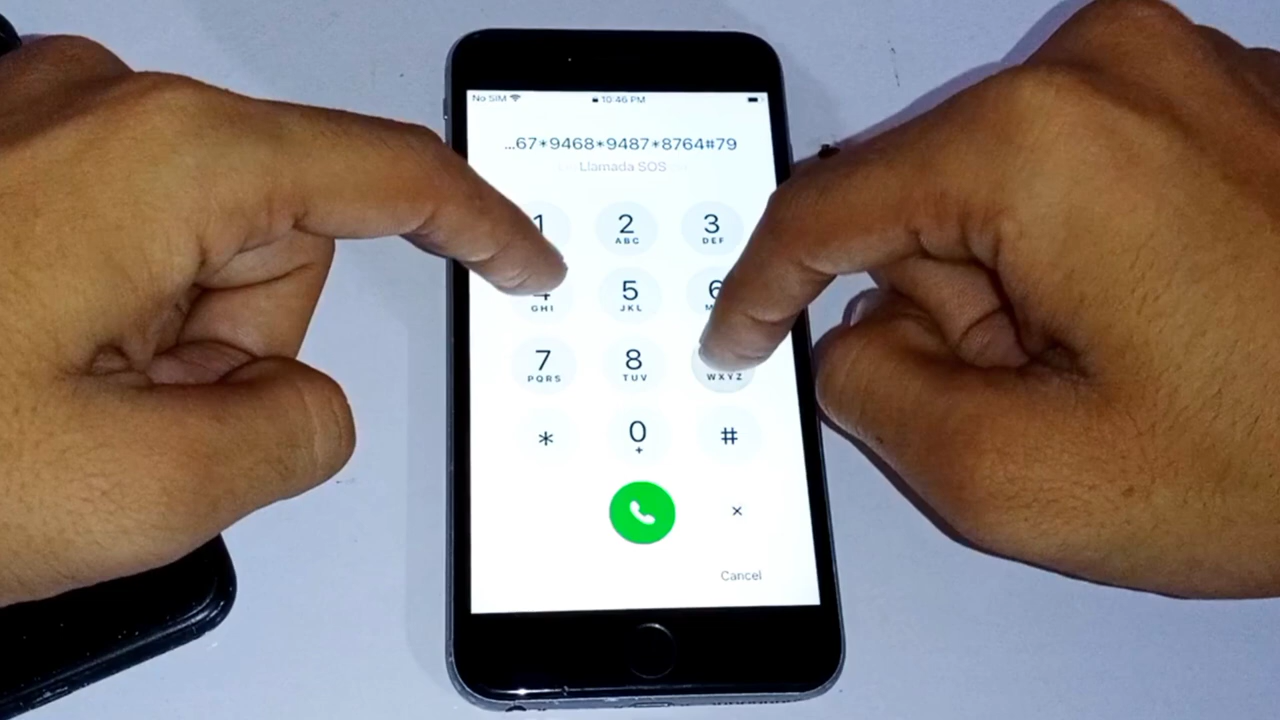 No SIM 10:46 PM
...67*9468*9487*8764#79
Llamada SOS
1 2 3
ABC DEF
4 5 6
GHI JKL
7 8
PQRS TUV WXYZ
* 0 #
+
×
Cancel